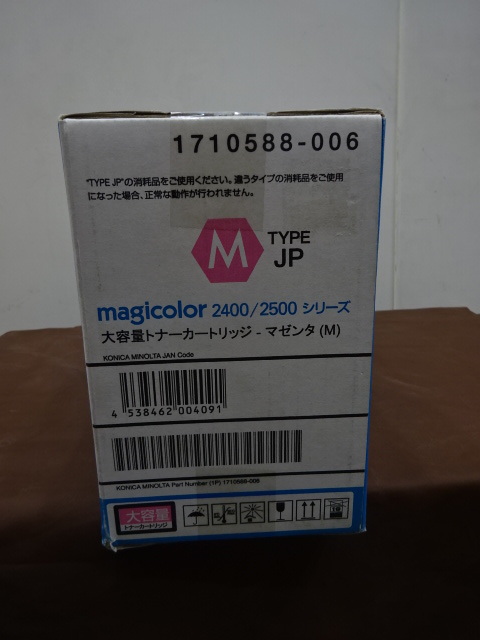 1710588-006
"TYPE JP"の消耗品をご使用ください。違うタイプの消耗品をご使用
になった場合、正常な動作が行われません。
M
TYPE
JP
magicolor 2400/2500 シリーズ
大容量トナーカートリッジ - マゼンタ (M)
KONICA MINOLTA JAN Code
4 538462 004091
KONICA MINOLTA Part Number (1P) 1710588-006
大容量
トナーカートリッジ